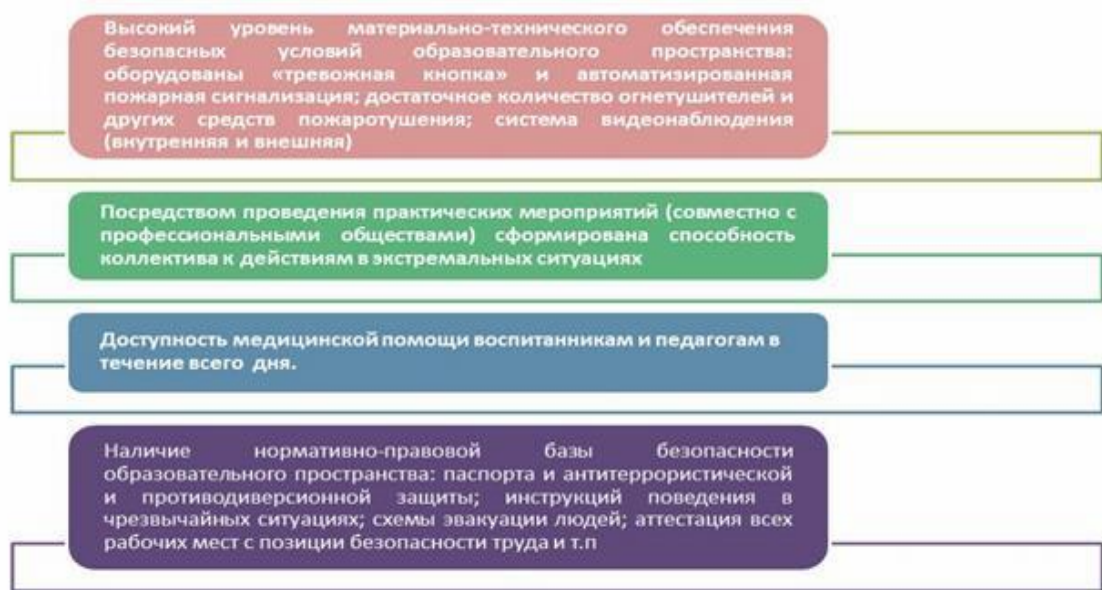 Высокий уровень материально-технического обеспечения
безопасных условий образовательного пространства:
оборудованы «тревожная кнопка» и автоматизированная
пожарная сигнализация; достаточное количество огнетушителей и
других средств пожаротушения; система видеонаблюдения
(внутренняя и внешняя)
Посредством проведения практических мероприятий (совместно с
профессиональными обществами) сформирована способность
коллектива к действиям в экстремальных ситуациях
Доступность медицинской помощи воспитанникам и педагогам в
течение всего дня.
Наличие нормативно-правовой базы безопасности
образовательного пространства: паспорта и антитеррористической
и противодиверсионной защиты; инструкций поведения в
чрезвычайных ситуациях; схемы эвакуации людей; аттестация всех
рабочих мест с позиции безопасности труда и т.п